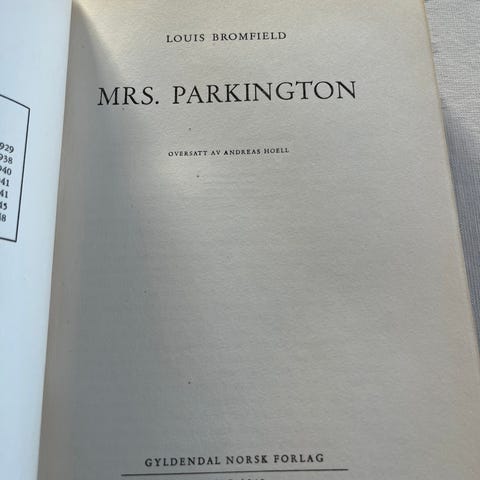 LOUIS BROMFIELD
MRS. PARKINGTON
OVERSATT AV ANDREAS HOELL
GYLDENDAL NORSK FORLAG